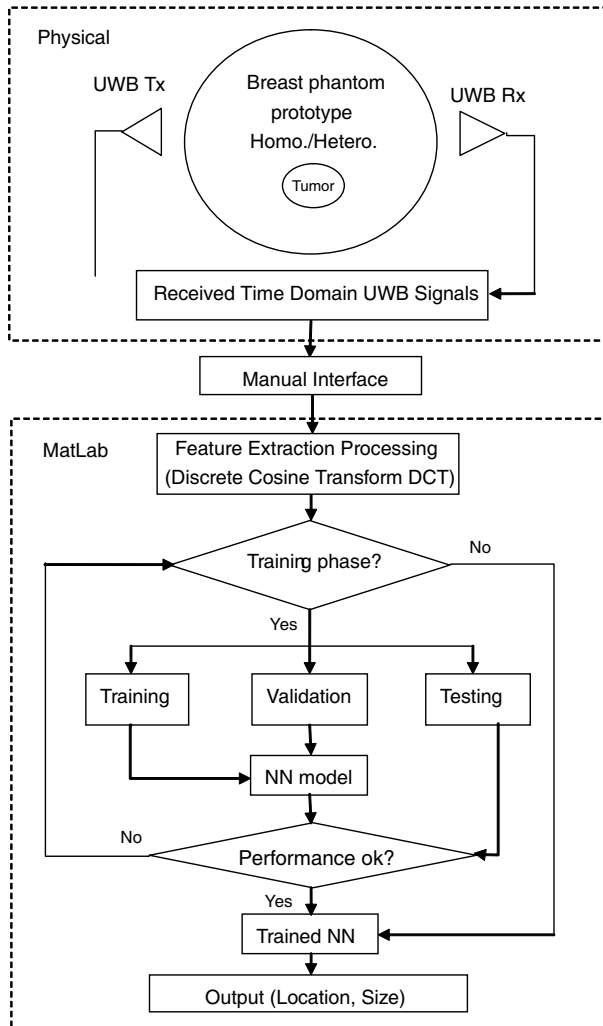 Physical
UWB Tx
Breast phantom
prototype
Homo./Hetero.
UWB Rx
Tumor
Received Time Domain UWB Signals
Manual Interface
MatLab
Feature Extraction Processing
(Discrete Cosine Transform DCT)
Training phase?
No
Yes
Training
Validation
Testing
NN model
No
Performance ok?
Yes
Trained NN
Output (Location, Size)